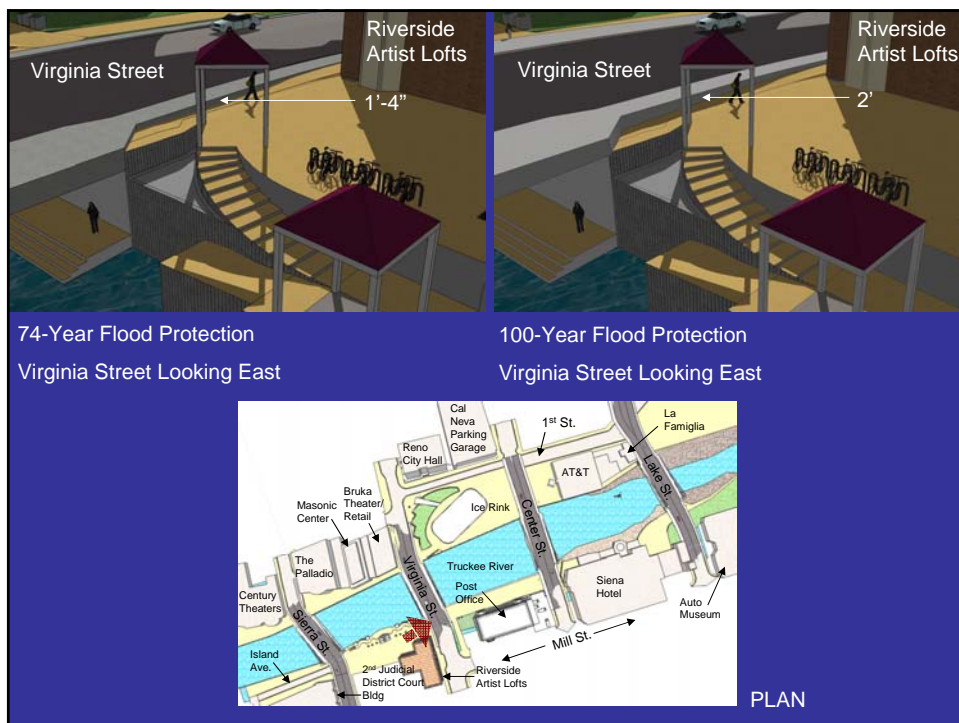 Virginia Street
Riverside
Artist Lofts
1'-4"
Virginia Street
Riverside
Artist Lofts
2'
74-Year Flood Protection
Virginia Street Looking East
100-Year Flood Protection
Virginia Street Looking East
Cal
Neva
Parking
Garage
1st St.
La
Famiglia
Reno
City Hall
AT&T
Lake St.
Bruka
Theater/
Retail
Masonic
Center
Ice Rink
Center St.
The
Palladio
Virginia St.
Truckee River
Century
Theaters
Post
Office
Siena
Hotel
Sierra St.
Auto
Museum
Mill St.
Island
Ave.
2nd Judicial
District Court
Bldg
Riverside
Artist Lofts
PLAN